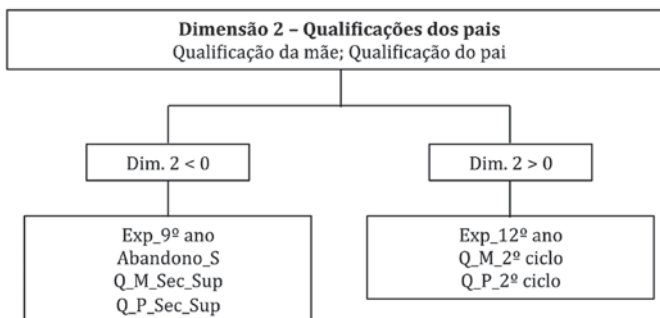 Dimensão 2 – Qualificações dos pais
Qualificação da mãe; Qualificação do pai
Dim. 2 < 0
Dim. 2 > 0
Exp_9º ano
Abandono_S
Q_M_Sec_Sup
Q_P_Sec_Sup
Exp_12º ano
Q_M_2º ciclo
Q_P_2º ciclo